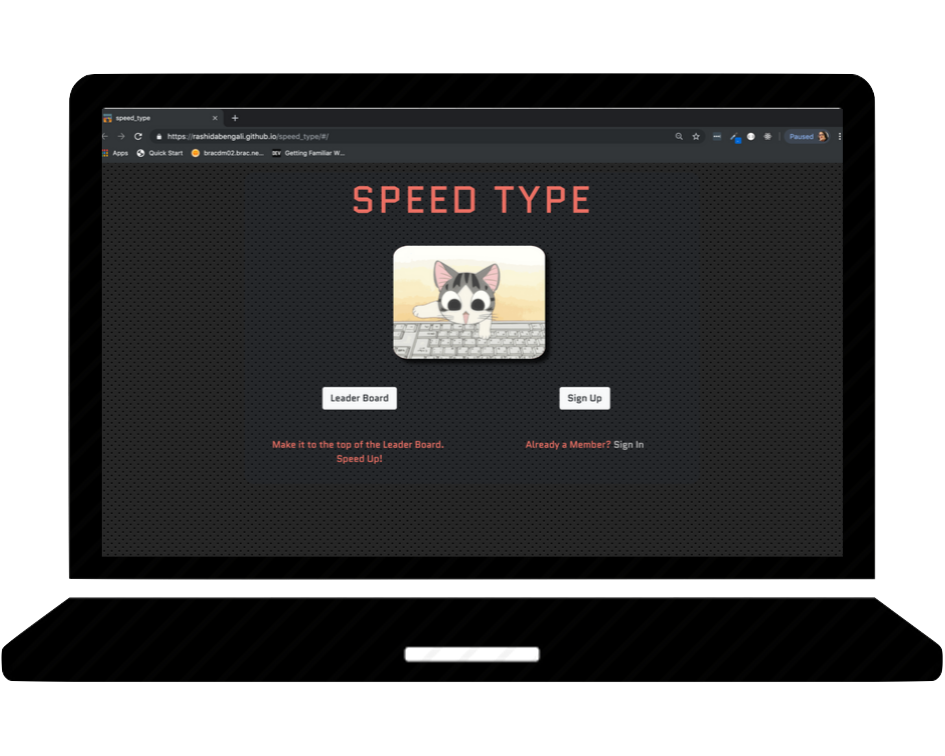 speed_type
https://rashidabengali.github.io/speed_type/#/
Paused
Apps Quick Start bracdm02.brac.ne... DEV Getting Familiar W...
SPEED TYPE
Leader Board Sign Up
Make it to the top of the Leader Board. Already a Member? Sign In
Speed Up!